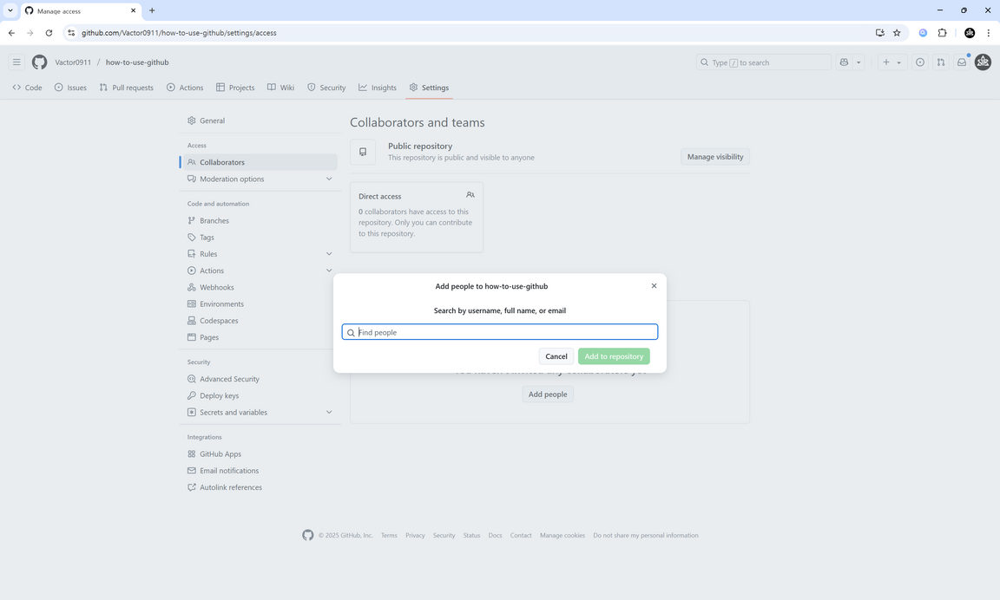 Manage access
github.com/Vactor0911/how-to-use-github/settings/access
Vactor0911 / how-to-use-github
Type / to search
Code
Issues
Pull requests
Actions
Projects
Wiki
Security
Insights
Settings
General
Access
Collaborators
Moderation options
Code and automation
Branches
Tags
Rules
Actions
Webhooks
Environments
Codespaces
Pages
Security
Advanced Security
Deploy keys
Secrets and variables
Integrations
GitHub Apps
Email notifications
Autolink references
Collaborators and teams
Public repository
This repository is public and visible to anyone
Manage visibility
Direct access
0 collaborators have access to this
repository. Only you can contribute
to this repository.
Add people to how-to-use-github
Search by username, full name, or email
Find people
Cancel
Add to repository
Add people
© 2025 GitHub, Inc.
Terms
Privacy
Security
Status
Docs
Contact
Manage cookies
Do not share my personal information